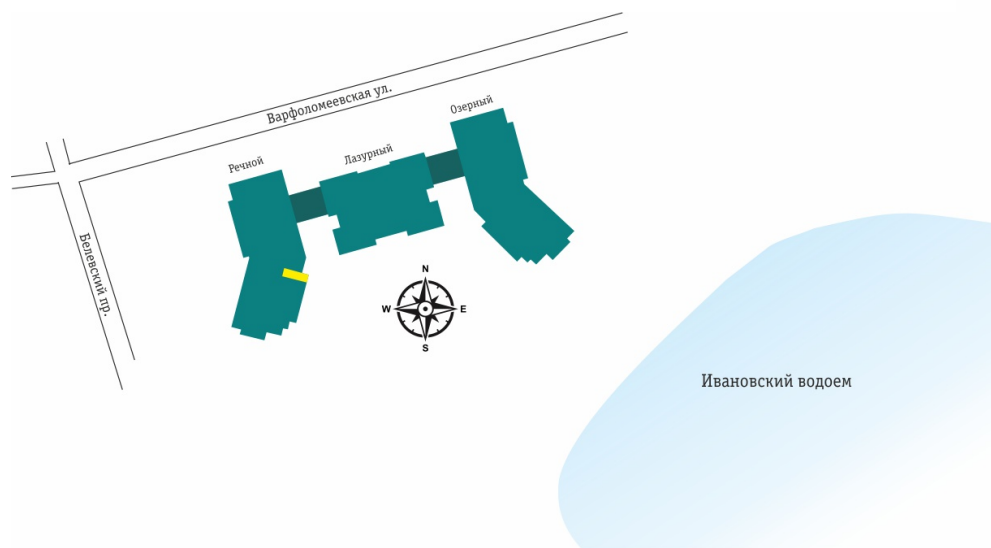 Варфоломеевская ул.
Озерный
Лазурный
Речной
Белевский пр.
N
W
E
S
Ивановский водоем